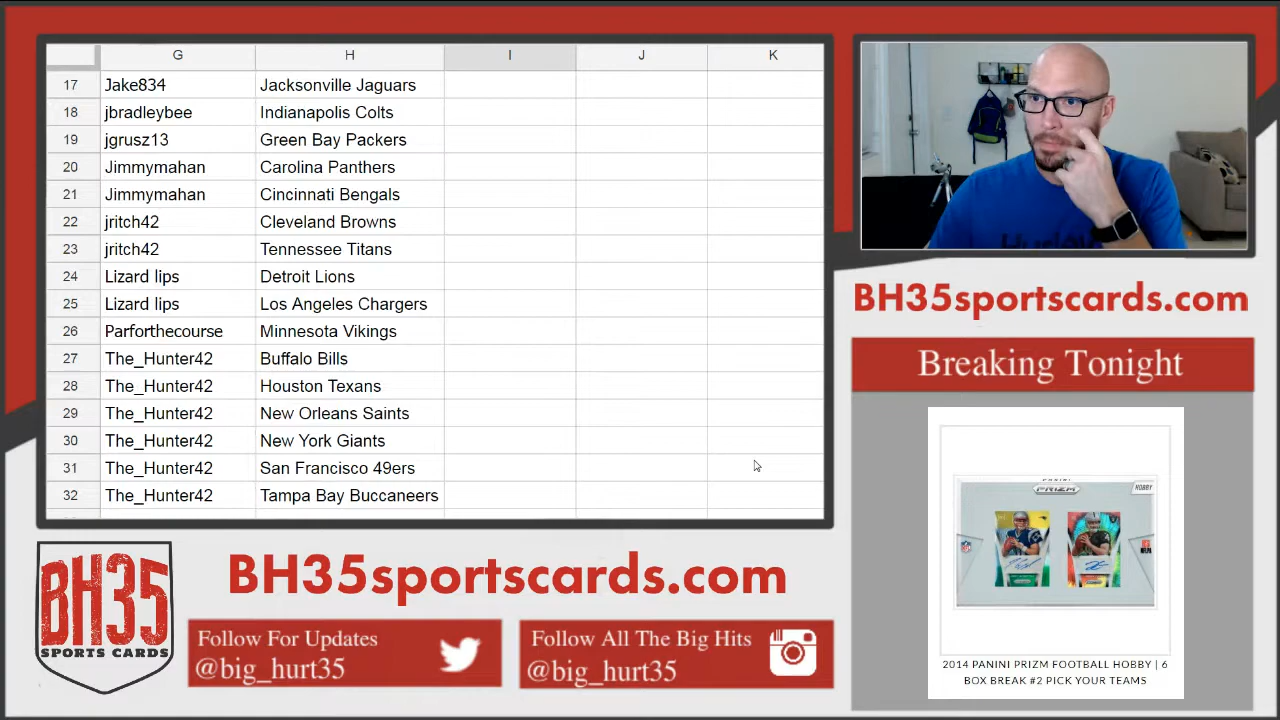 G H I J K
17 Jake834 Jacksonville Jaguars
18 jbradleybee Indianapolis Colts
19 jgrusz13 Green Bay Packers
20 Jimmymahan Carolina Panthers
21 Jimmymahan Cincinnati Bengals
22 jritch42 Cleveland Browns
23 jritch42 Tennessee Titans
24 Lizard lips Detroit Lions
25 Lizard lips Los Angeles Chargers
26 Parforthecourse Minnesota Vikings
27 The_Hunter42 Buffalo Bills
28 The_Hunter42 Houston Texans
29 The_Hunter42 New Orleans Saints
30 The_Hunter42 New York Giants
31 The_Hunter42 San Francisco 49ers
32 The_Hunter42 Tampa Bay Buccaneers
BH35sportscards.com
Breaking Tonight
PANINI
PRIZM
HOBBY
2014 PANINI PRIZM FOOTBALL HOBBY | 6
BOX BREAK #2 PICK YOUR TEAMS
BH35
SPORTS CARDS
BH35sportscards.com
Follow For Updates
@big_hurt35
Follow All The Big Hits
@big_hurt35